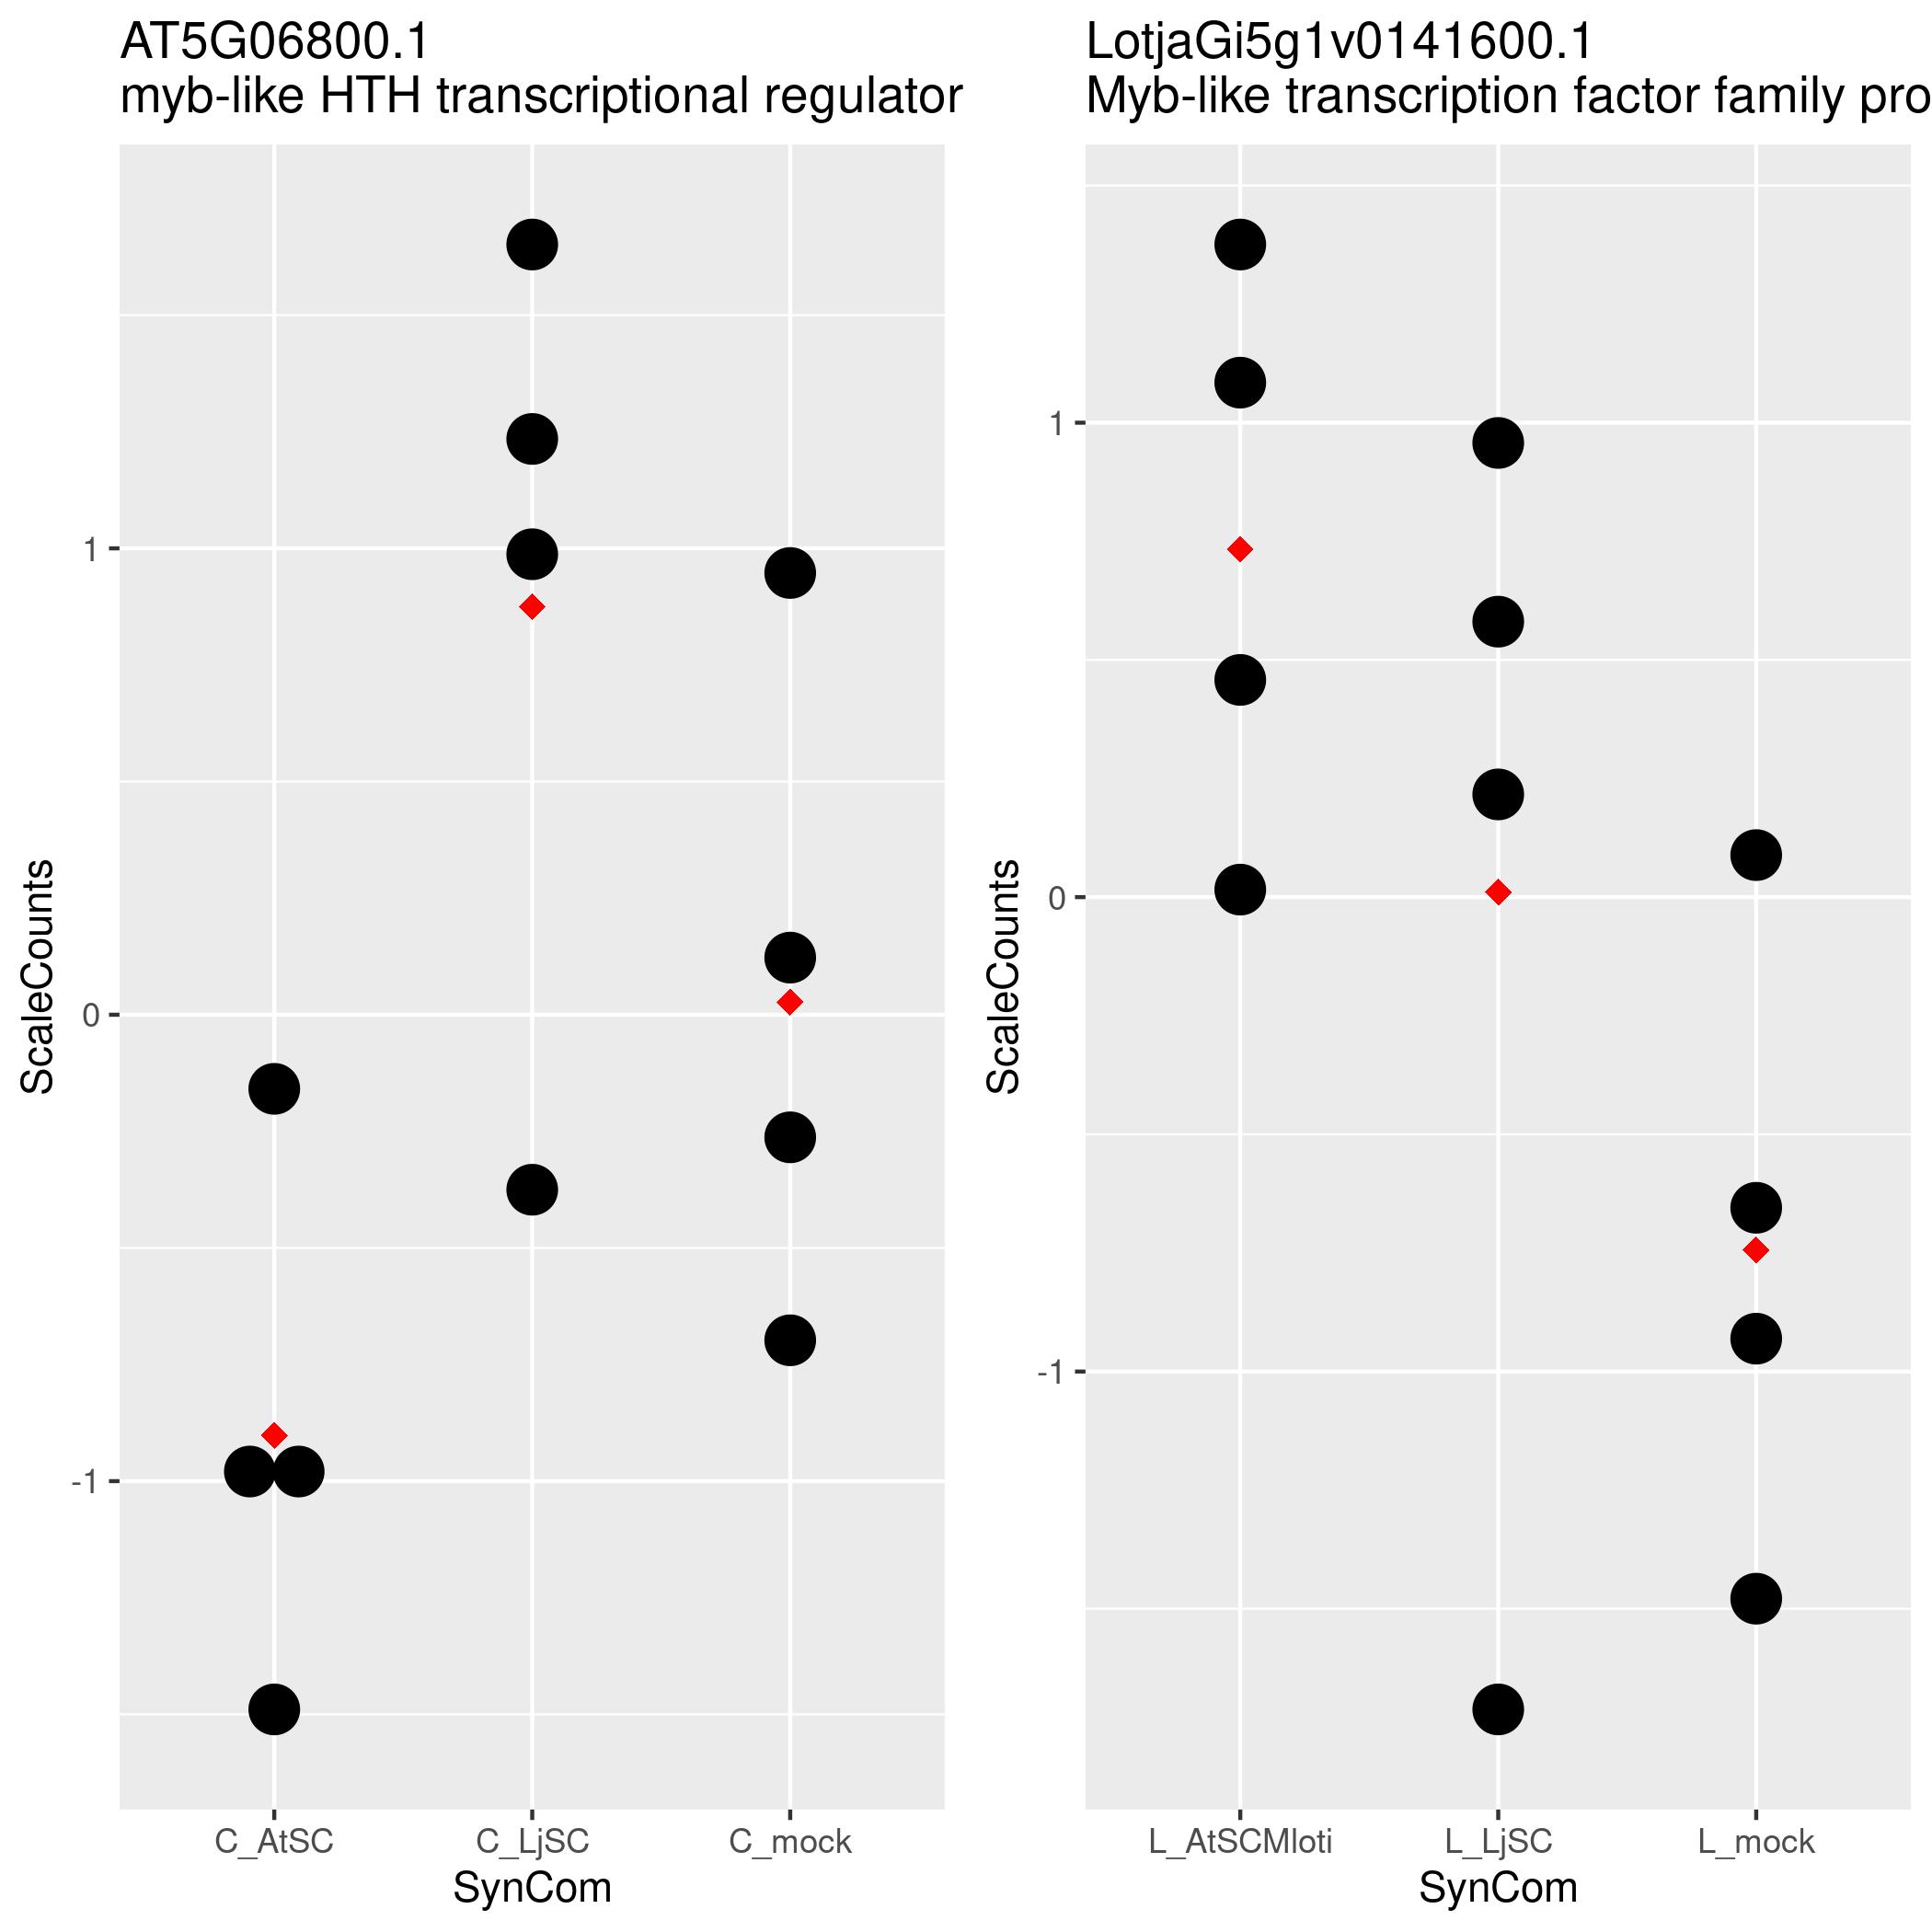 AT5G06800.1
myb-like HTH transcriptional regulator
ScaleCounts
1
0
-1
C_AtSC C_LjSC C_mock
SynCom
LotjaGi5g1v0141600.1
Myb-like transcription factor family pro
ScaleCounts
1
0
-1
L_AtSCMloti L_LjSC L_mock
SynCom